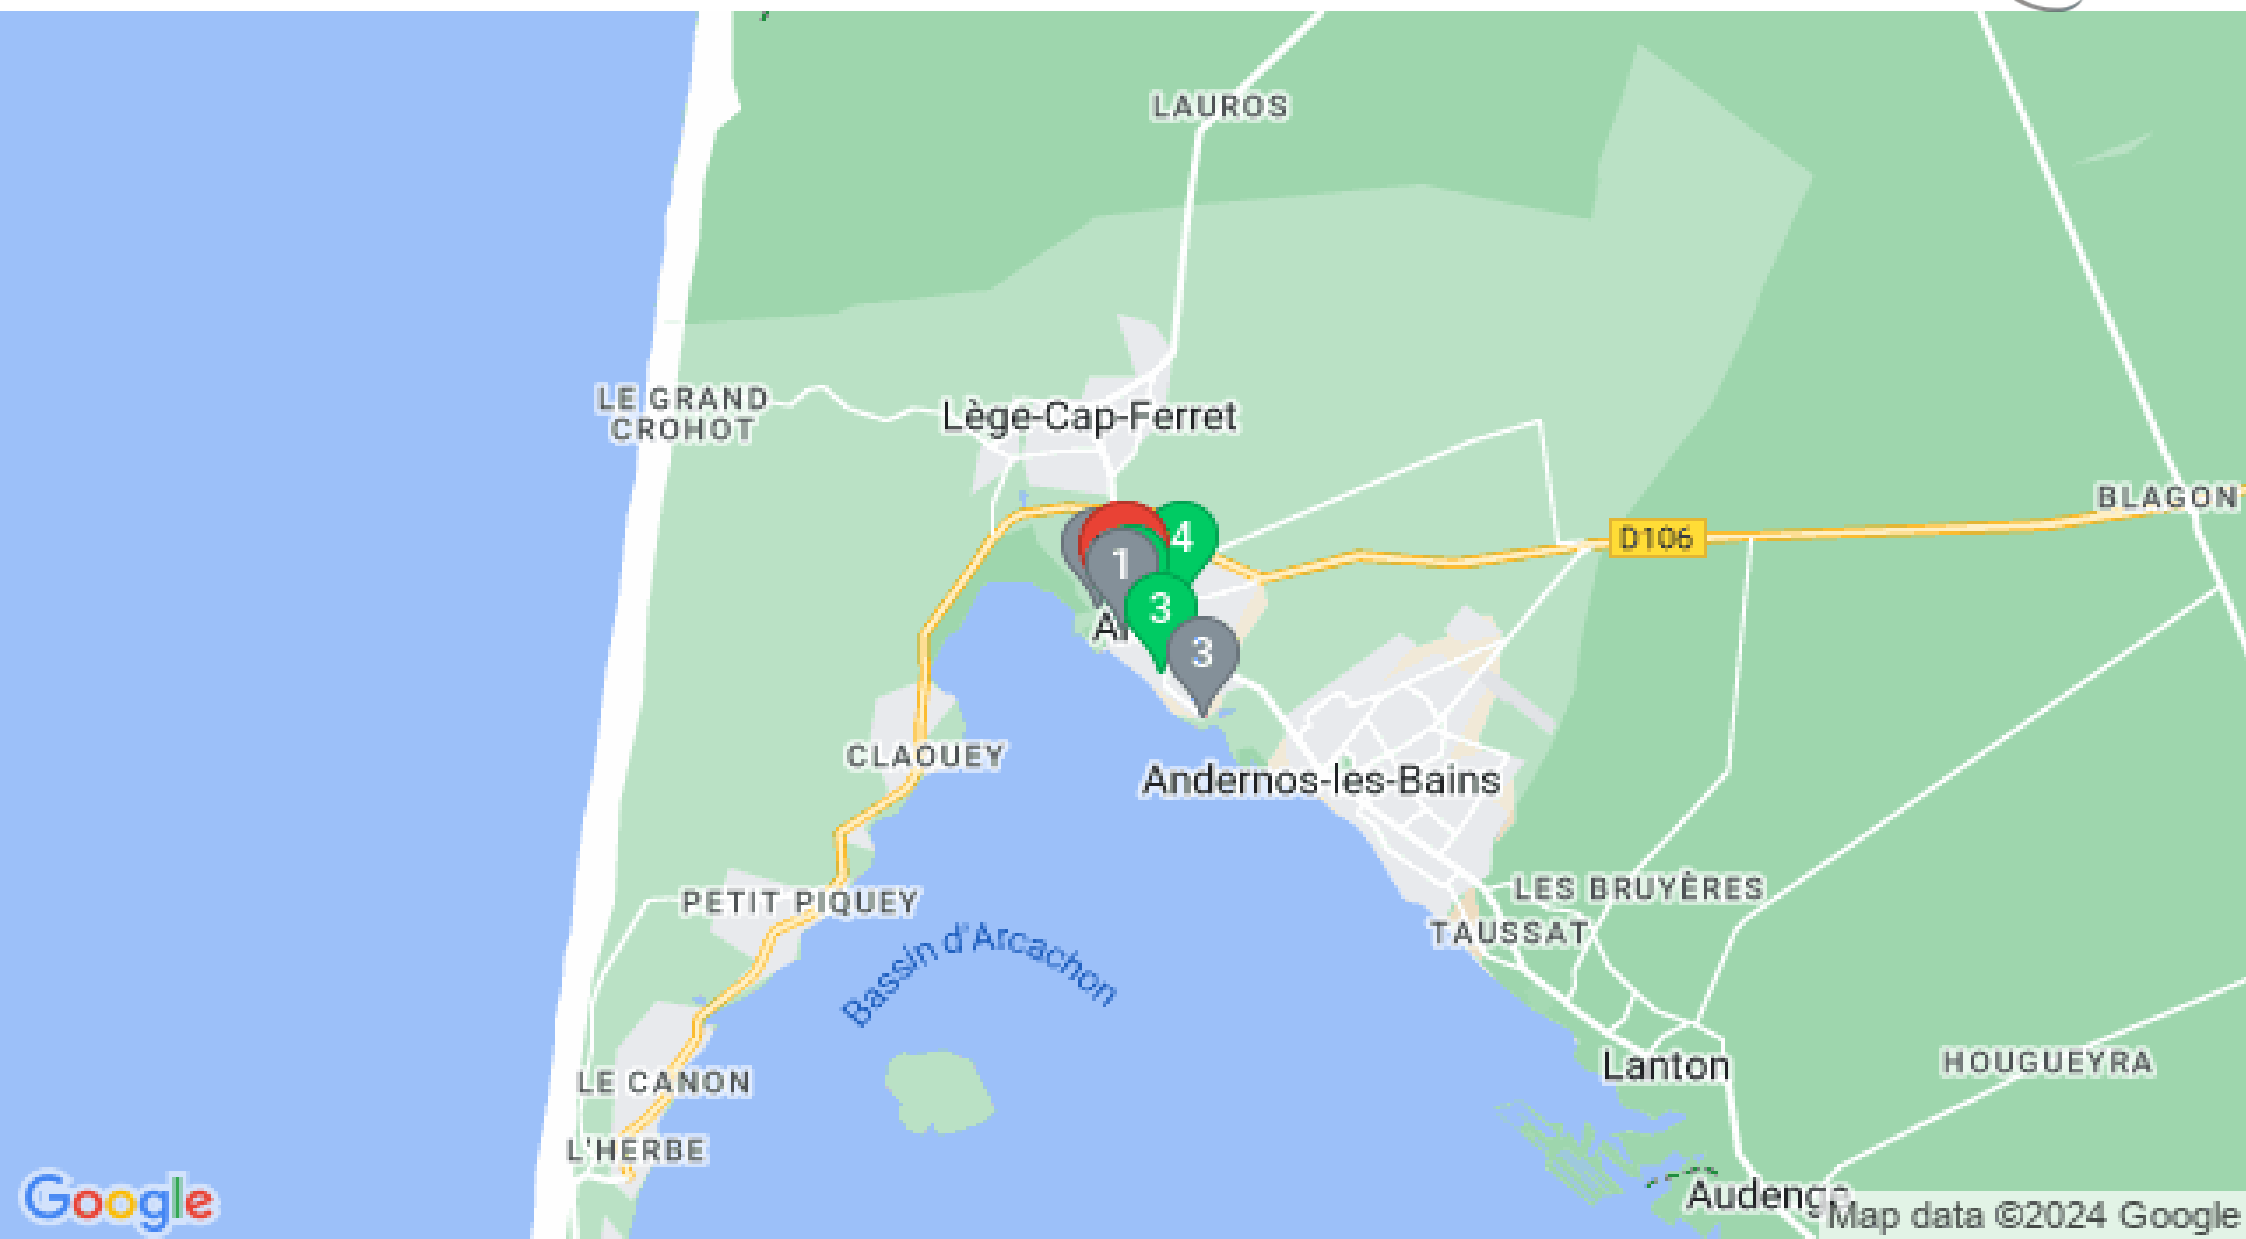 LAUROS
LE GRAND
CROHOT
Lège-Cap-Ferret
BLAGON
D106
4
1
3
3
CLAOUEY
Andernos-les-Bains
PETIT PIQUEY
LES BRUYÈRES
TAUSSAT
Bassin d'Arcachon
Lanton
HOUGUEYRA
LE CANON
L'HERBE
Audenge
Google
Map data ©2024 Google